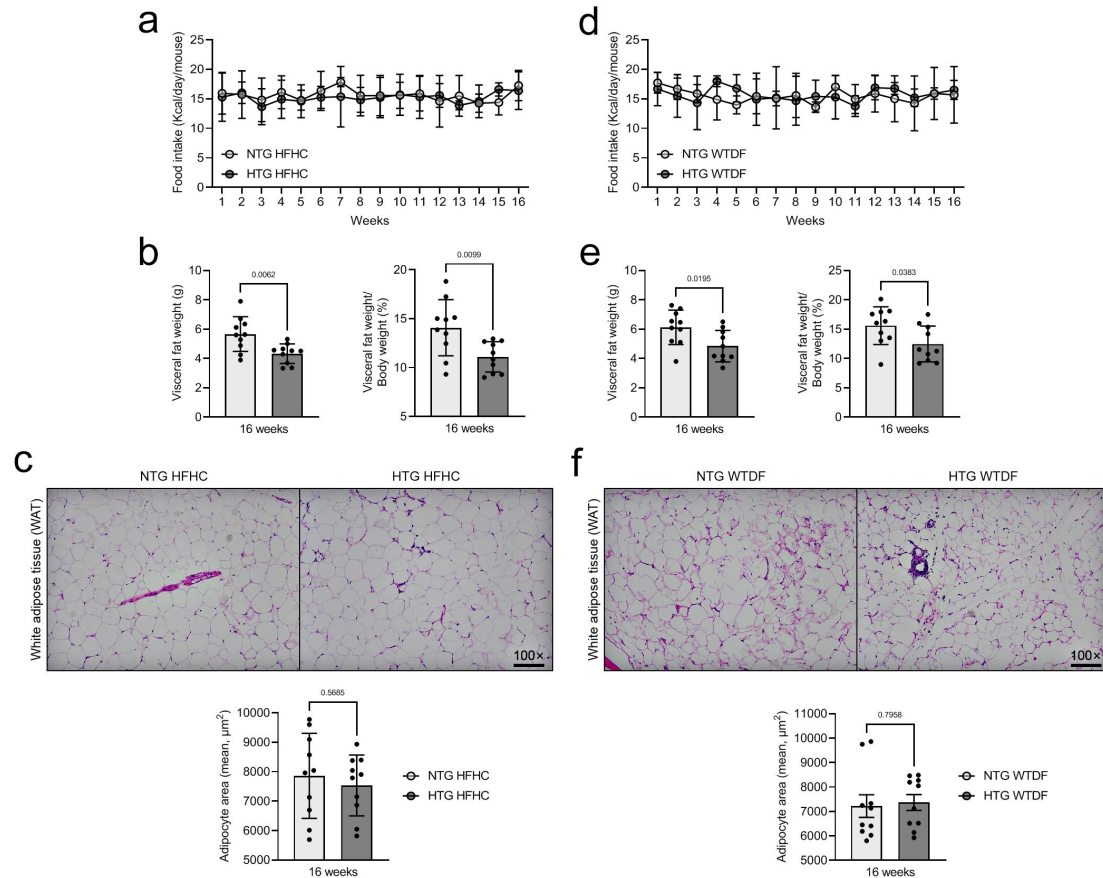 a
Food intake (Kcal/day/mouse)
25
20
15
10
5
0
NTG HFHC
HTG HFHC
1 2 3 4 5 6 7 8 9 10 11 12 13 14 15 16
Weeks
d
Food intake (Kcal/day/mouse)
25
20
15
10
5
0
NTG WTDF
HTG WTDF
1 2 3 4 5 6 7 8 9 10 11 12 13 14 15 16
Weeks
b
Visceral fat weight (g)
10
8
6
4
2
0
0.0062
16 weeks
Visceral fat weight/
Body weight (%)
20
15
10
5
0.0099
16 weeks
e
Visceral fat weight (g)
10
8
6
4
2
0
0.0195
16 weeks
Visceral fat weight/
Body weight (%)
25
20
15
10
5
0
0.0383
16 weeks
c
NTG HFHC
HTG HFHC
White adipose tissue (WAT)
100×
Adipocyte area (mean, µm²)
10000
9000
8000
7000
6000
5000
0.5685
16 weeks
NTG HFHC
HTG HFHC
f
NTG WTDF
HTG WTDF
White adipose tissue (WAT)
100×
Adipocyte area (mean, µm²)
11000
10000
9000
8000
7000
6000
5000
0.7958
16 weeks
NTG WTDF
HTG WTDF